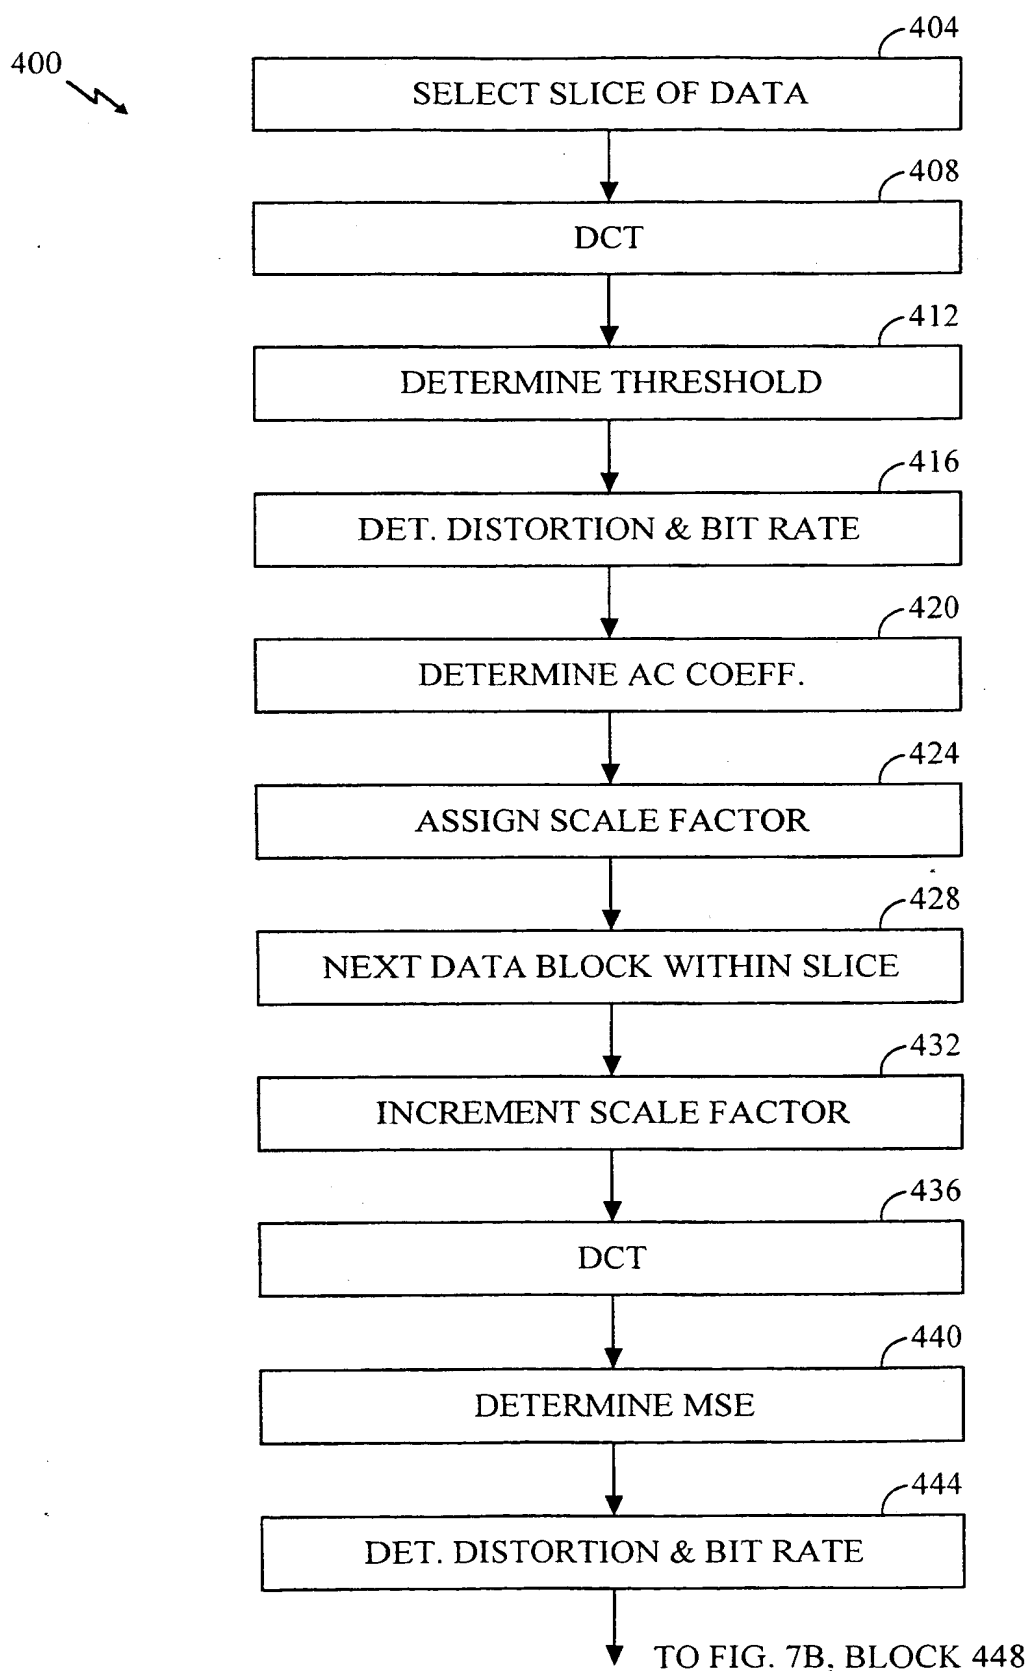 404
400
SELECT SLICE OF DATA
408
DCT
412
DETERMINE THRESHOLD
416
DET. DISTORTION & BIT RATE
420
DETERMINE AC COEFF.
424
ASSIGN SCALE FACTOR
428
NEXT DATA BLOCK WITHIN SLICE
432
INCREMENT SCALE FACTOR
436
DCT
440
DETERMINE MSE
444
DET. DISTORTION & BIT RATE
TO FIG. 7B, BLOCK 448